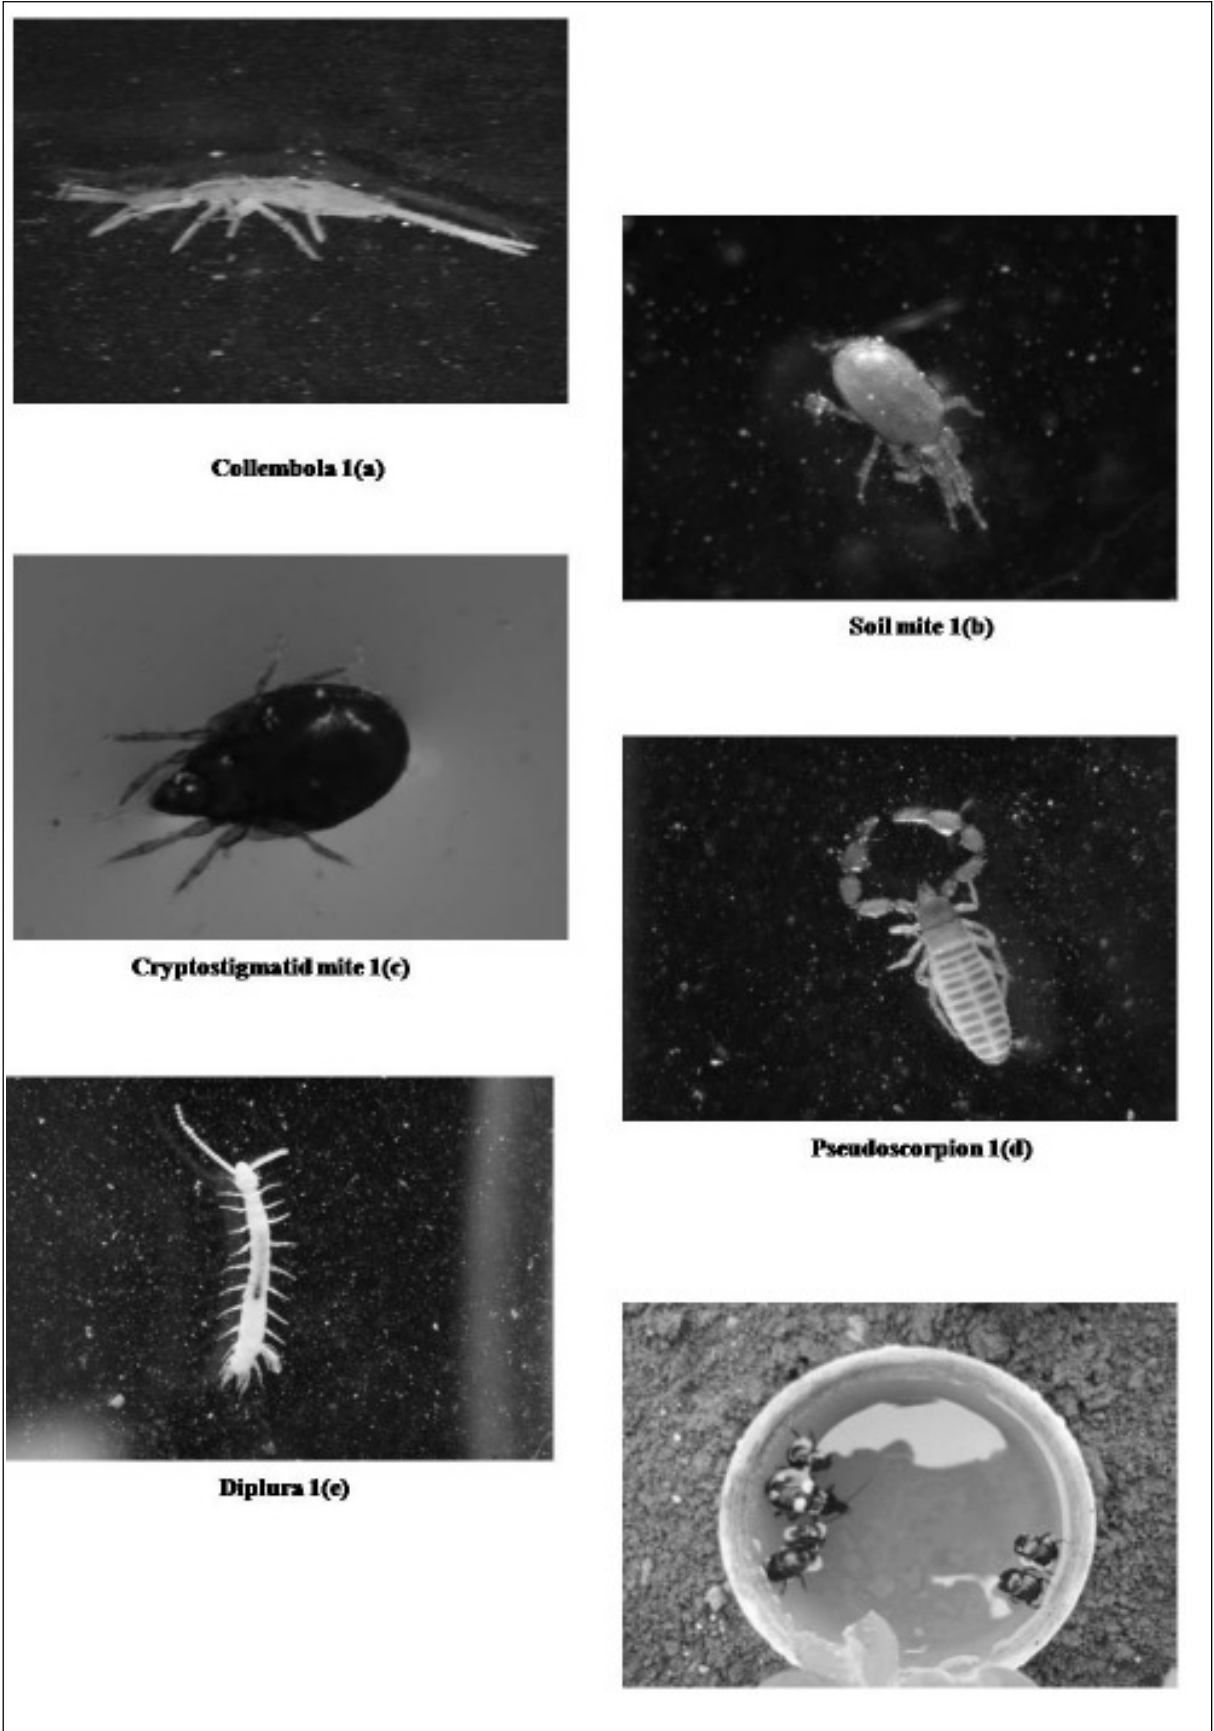 Collembola 1(a)
Soil mite 1(b)
Cryptostigmatid mite 1(c)
Pseudoscorpion 1(d)
Diplura 1(e)